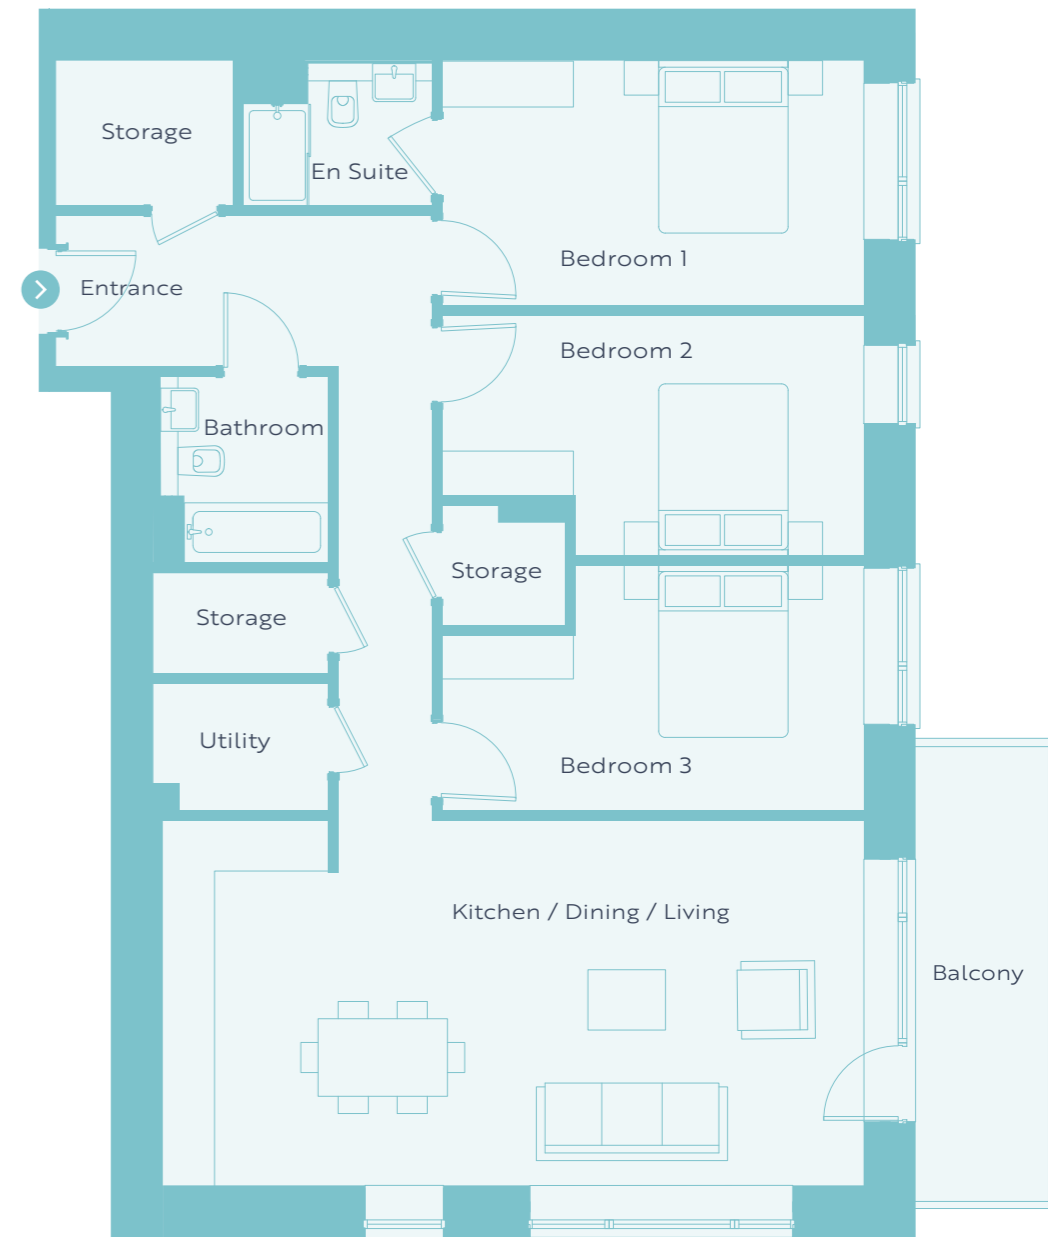 Storage
En Suite
Bedroom 1
Entrance
Bedroom 2
Bathroom
Storage
Storage
Utility
Bedroom 3
Kitchen / Dining / Living
Balcony